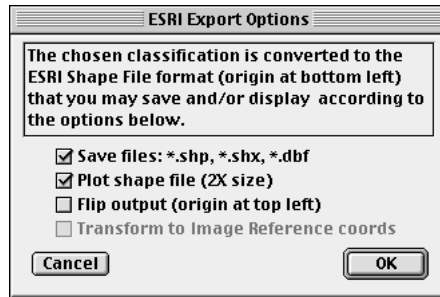 ESRI Export Options
The chosen classification is converted to the
ESRI Shape File format (origin at bottom left)
that you may save and/or display according to
the options below.
Save files: *.shp, *.shx, *.dbf
Plot shape file (2X size)
Flip output (origin at top left)
Transform to Image Reference coords
Cancel
OK